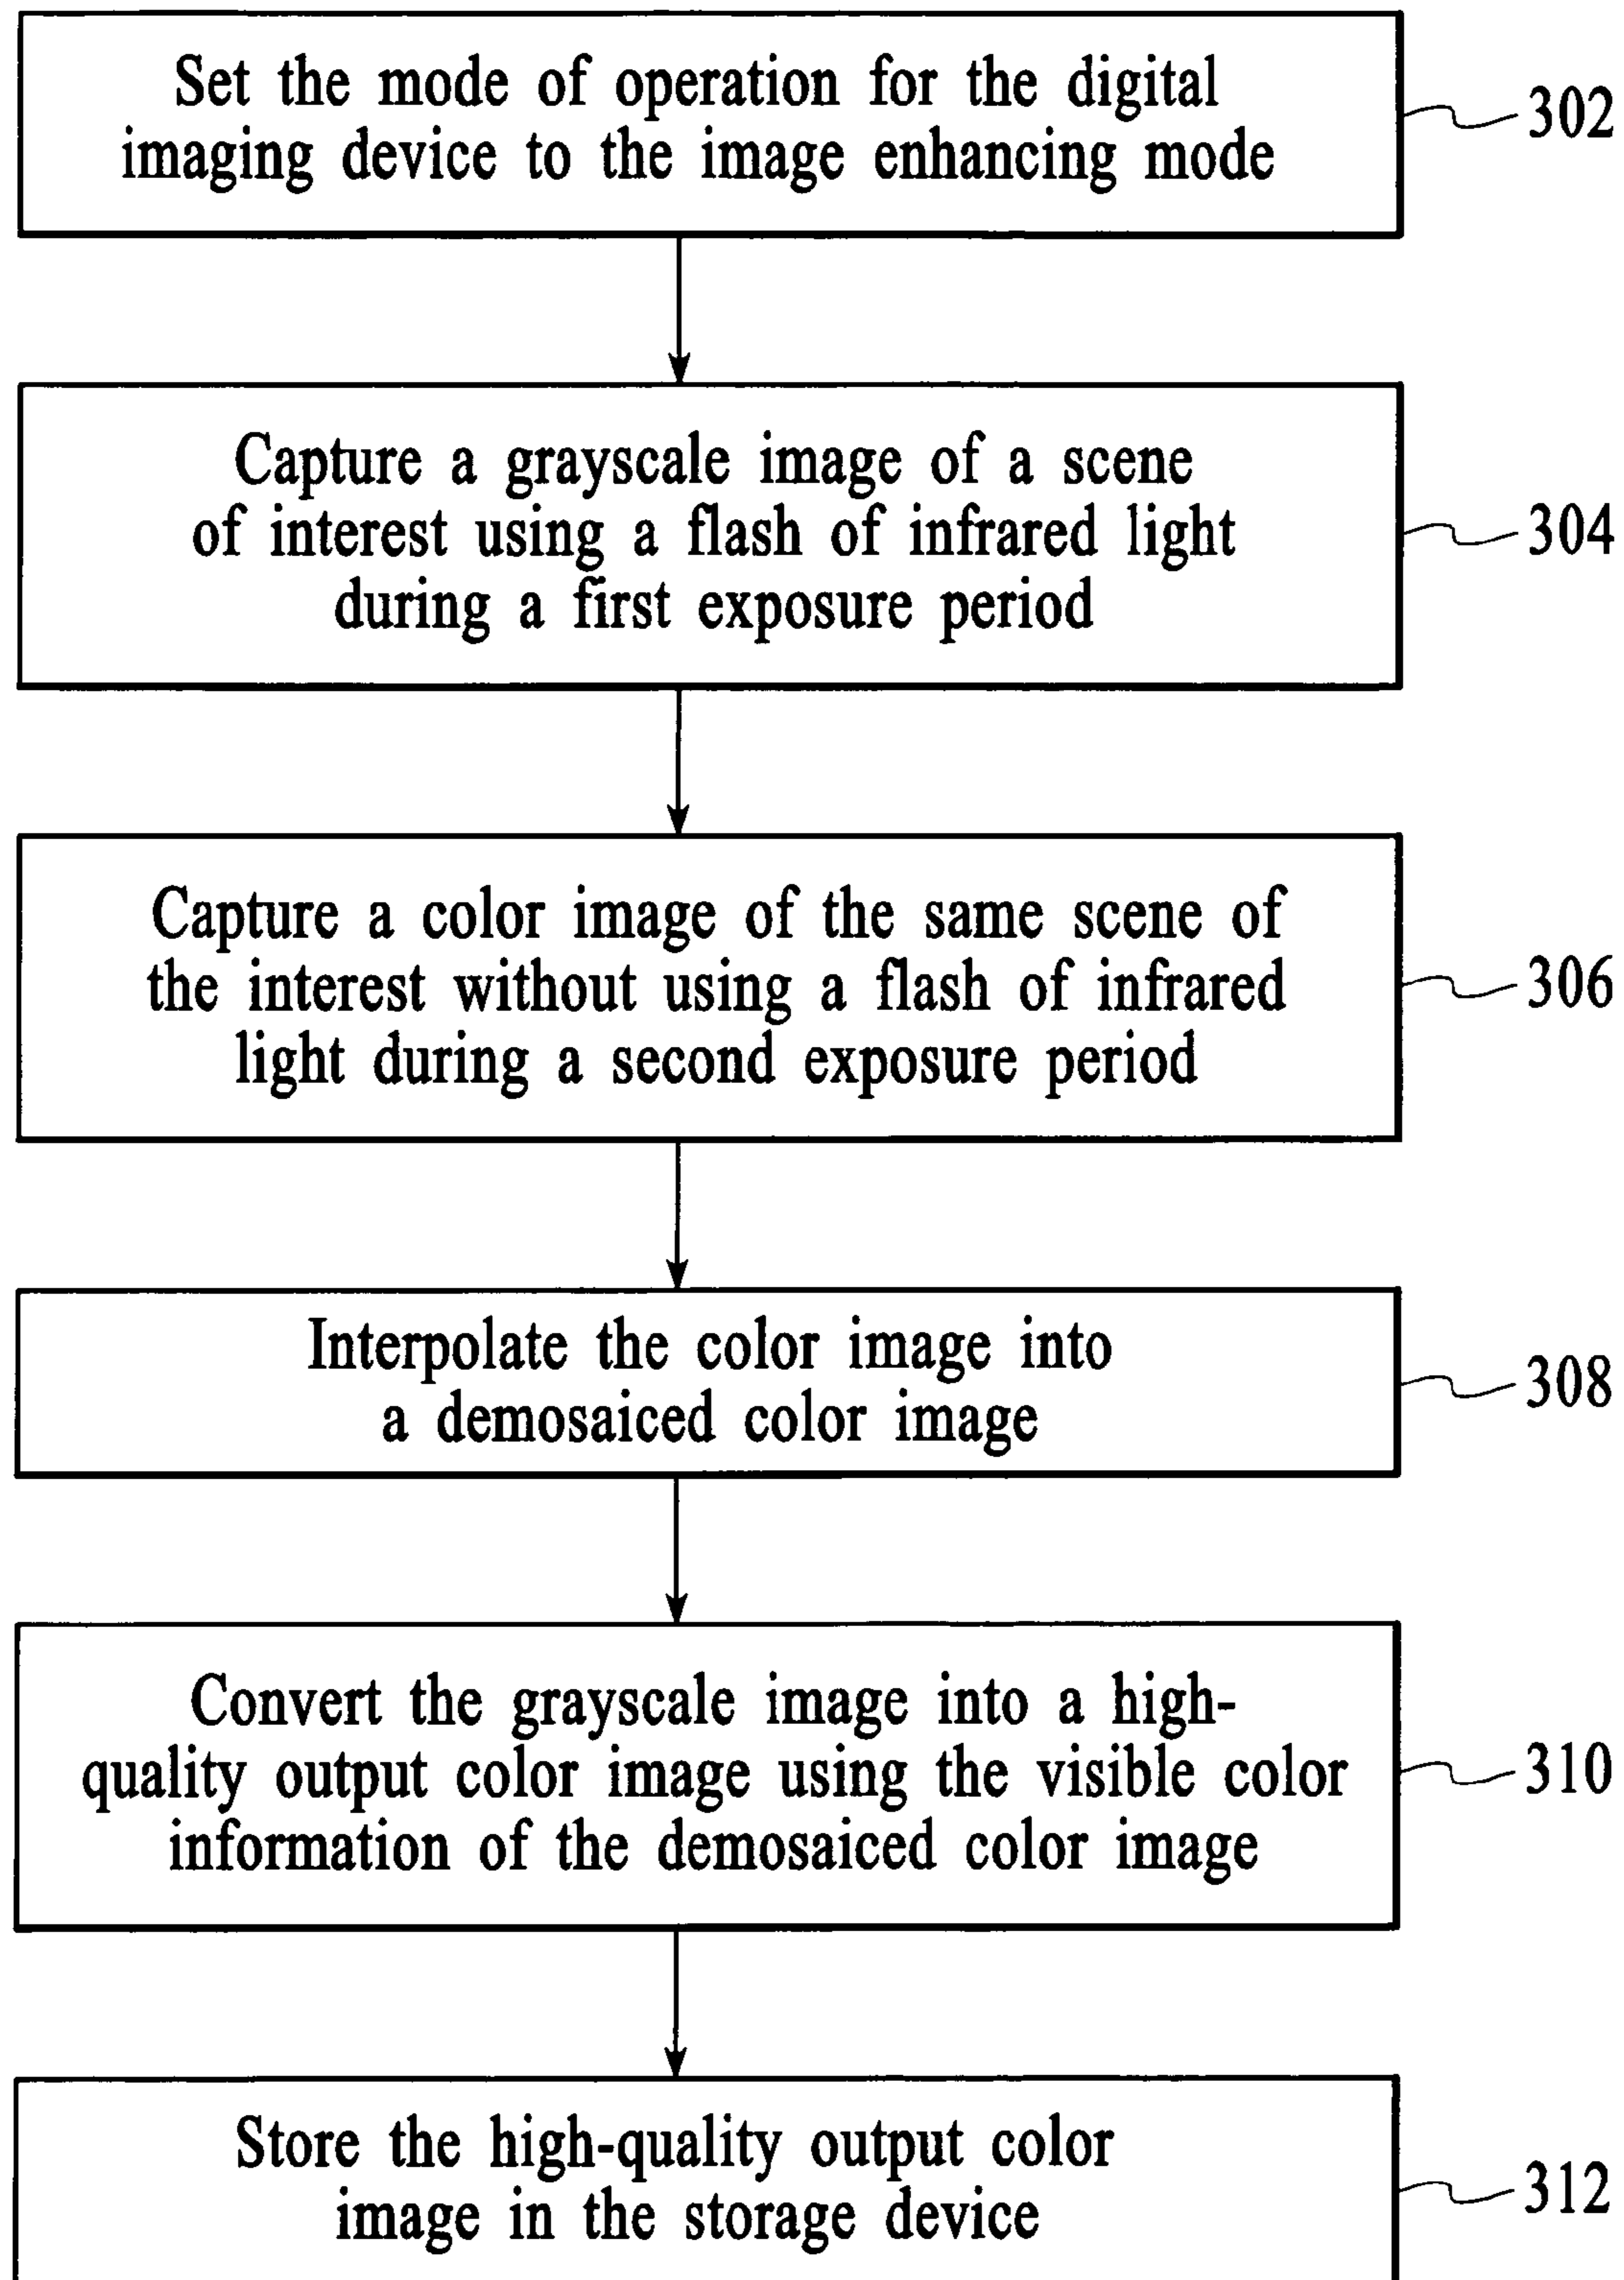 Set the mode of operation for the digital
imaging device to the image enhancing mode
302
Capture a grayscale image of a scene
of interest using a flash of infrared light
during a first exposure period
304
Capture a color image of the same scene of
the interest without using a flash of infrared
light during a second exposure period
306
Interpolate the color image into
a demosaiced color image
308
Convert the grayscale image into a high-
quality output color image using the visible color
information of the demosaiced color image
310
Store the high-quality output color
image in the storage device
312